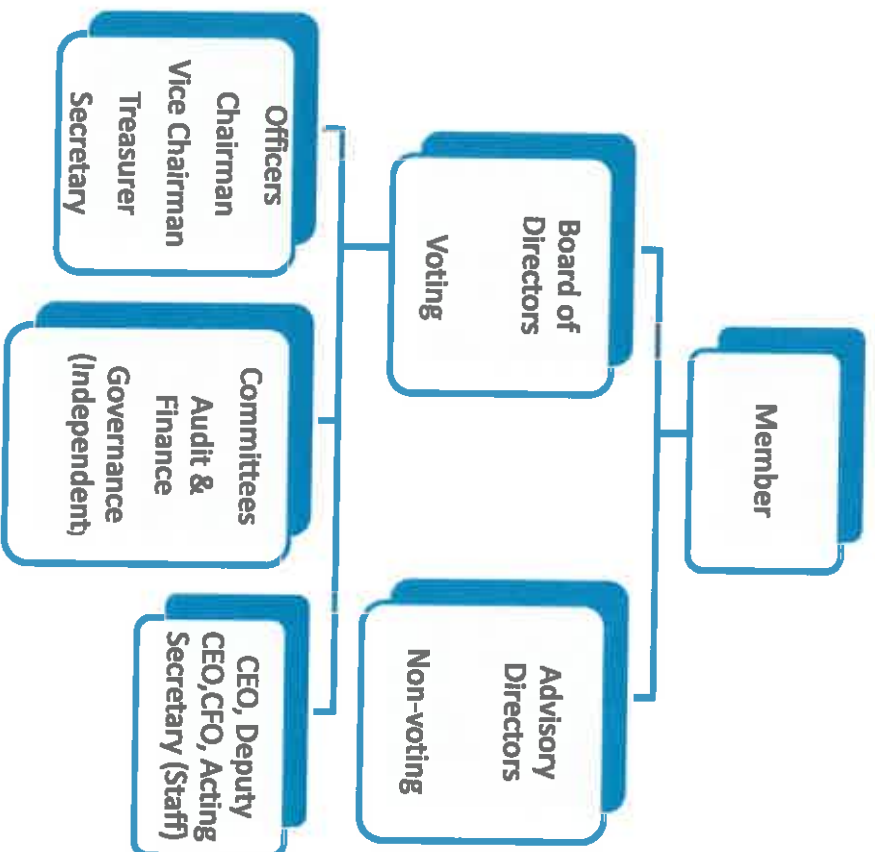 Member
Board of
Directors
Voting
Advisory
Directors
Non-voting
Officers
Chairman
Vice Chairman
Treasurer
Secretary
Committees
Audit &
Finance
Governance
(Independent)
CEO, Deputy
CEO,CFO, Acting
Secretary (Staff)